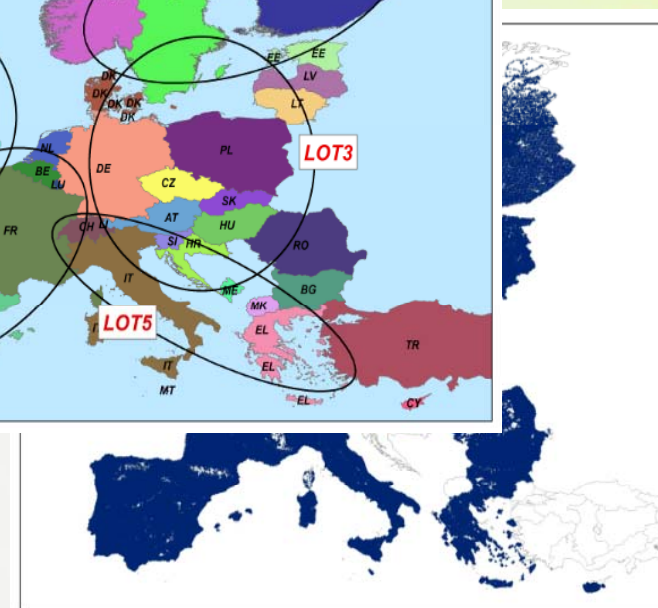 EE
EE
DK
LV
DK
DK
DK
LT
DK
NL
PL
LOT3
DE
BE
CZ
LU
SK
AT
HU
FR
CH
LI
SI
HR
RO
IT
ME
BG
MK
LOT5
EL
TR
IT
EL
MT
EL
CY